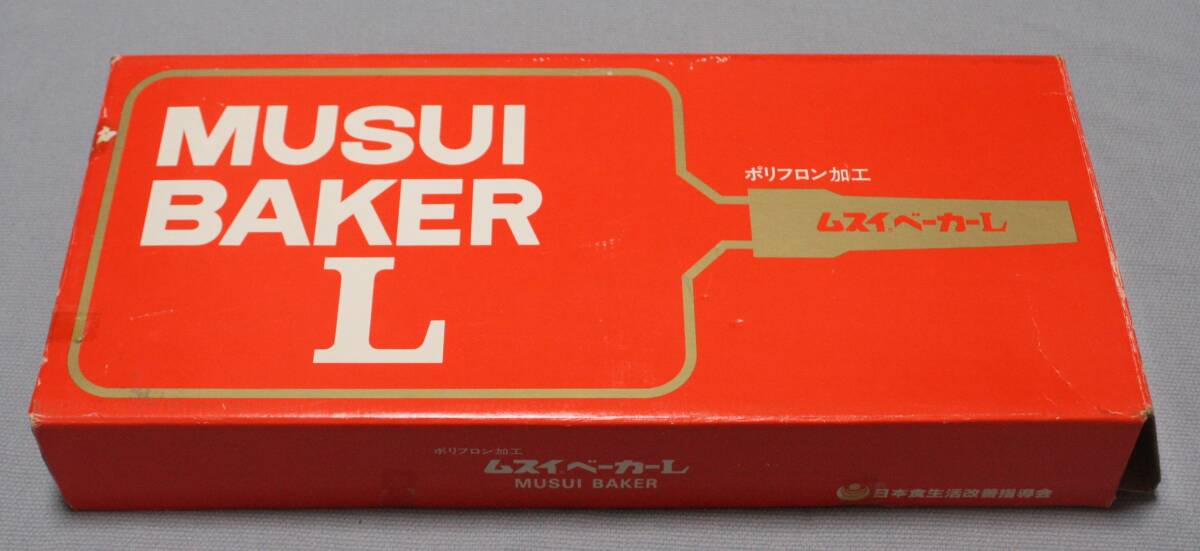 MUSUI
BAKER
L
ポリフロン加工
ムスイ ベーカーL
ポリフロン加工
ムスイ ベーカーL
MUSUI BAKER
日本食生活改善指導会